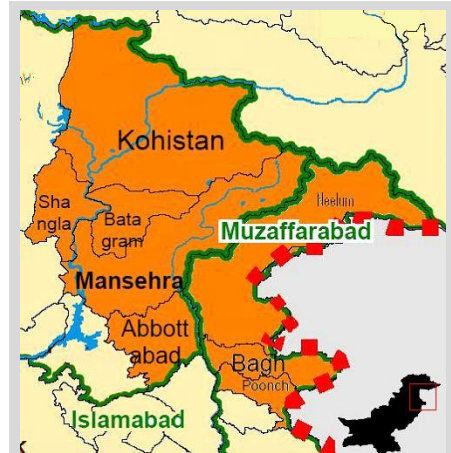 Kohistan
Sha
ngla
Bata
gram
Neelum
Muzaffarabad
Mansehra
Abbott
abad
Bagh
Poonch
Islamabad